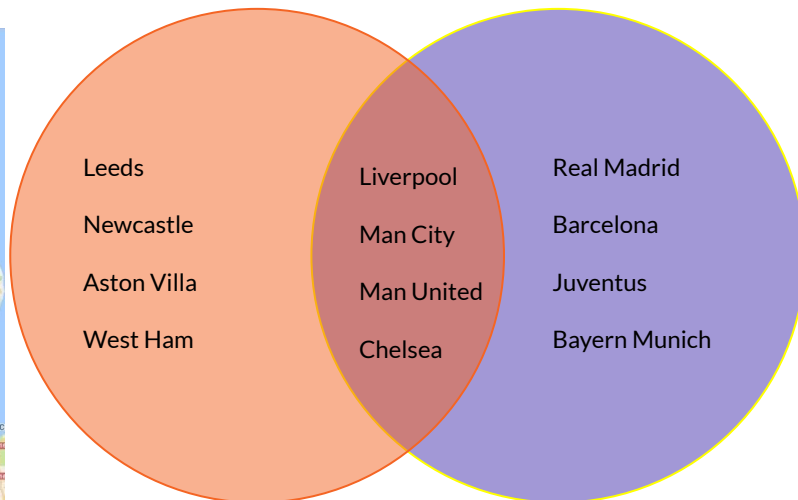 Leeds
Newcastle
Aston Villa
West Ham
Liverpool
Man City
Man United
Chelsea
Real Madrid
Barcelona
Juventus
Bayern Munich